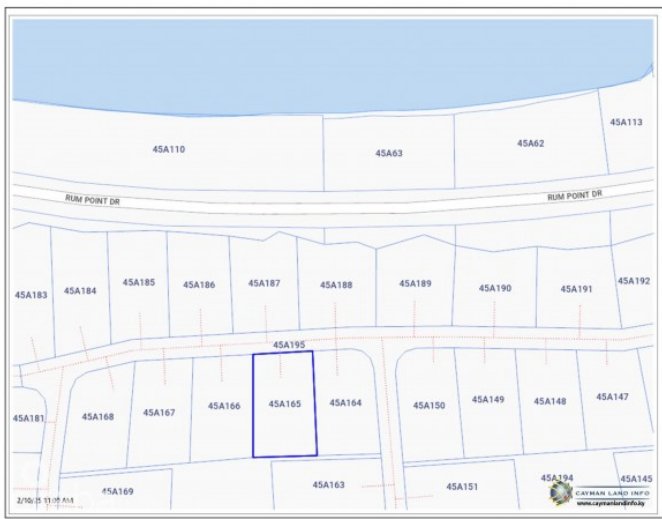 45A113
45A62
45A110
45A63
RUM POINT DR
RUM POINT DR
45A185
45A186
45A187
45A188
45A189
45A190
45A191
45A192
45A183
45A184
45A195
45A181
45A168
45A167
45A166
45A165
45A164
45A150
45A149
45A148
45A147
45A169
45A163
45A151
45A194
45A145
CAYMAN LAND INFO
www.caymanlandinfo.ky